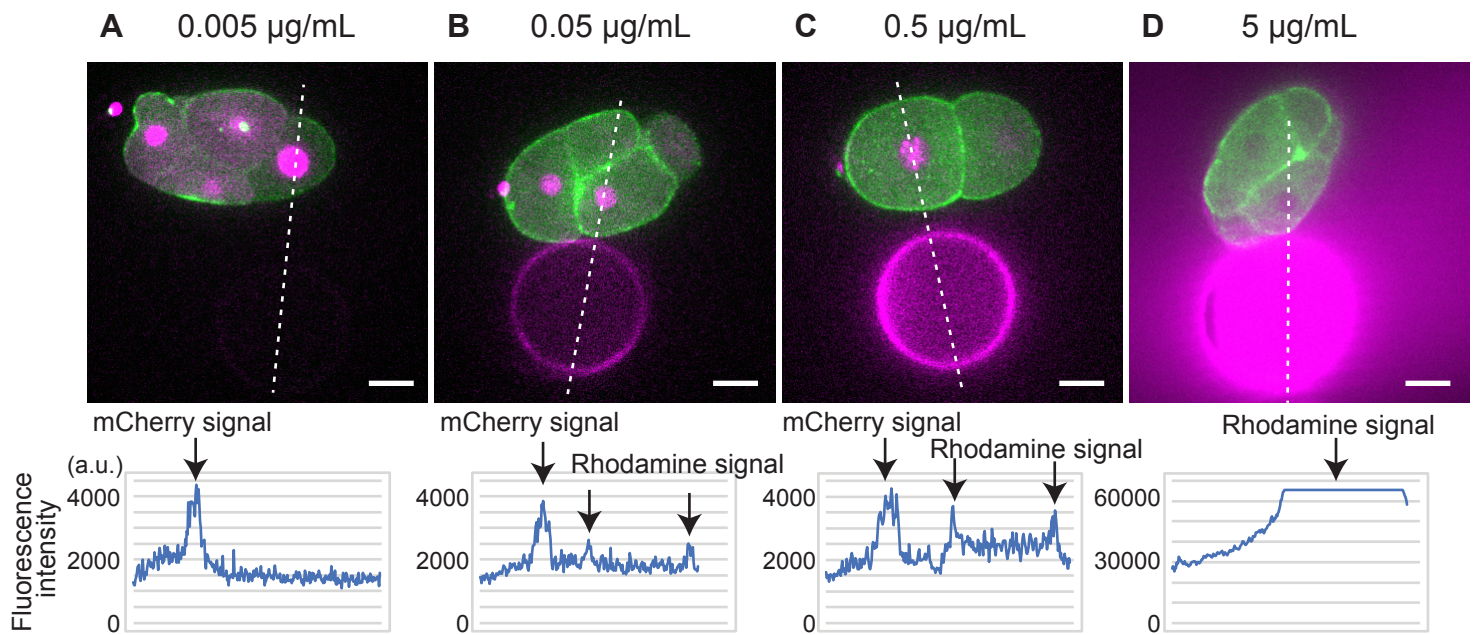 A 0.005 µg/mL
B 0.05 µg/mL
C 0.5 µg/mL
D 5 µg/mL
mCherry signal
mCherry signal
Rhodamine signal
mCherry signal
Rhodamine signal
Rhodamine signal
Fluorescence
intensity
(a.u.)
4000
2000
0
4000
2000
0
4000
2000
0
60000
30000
0